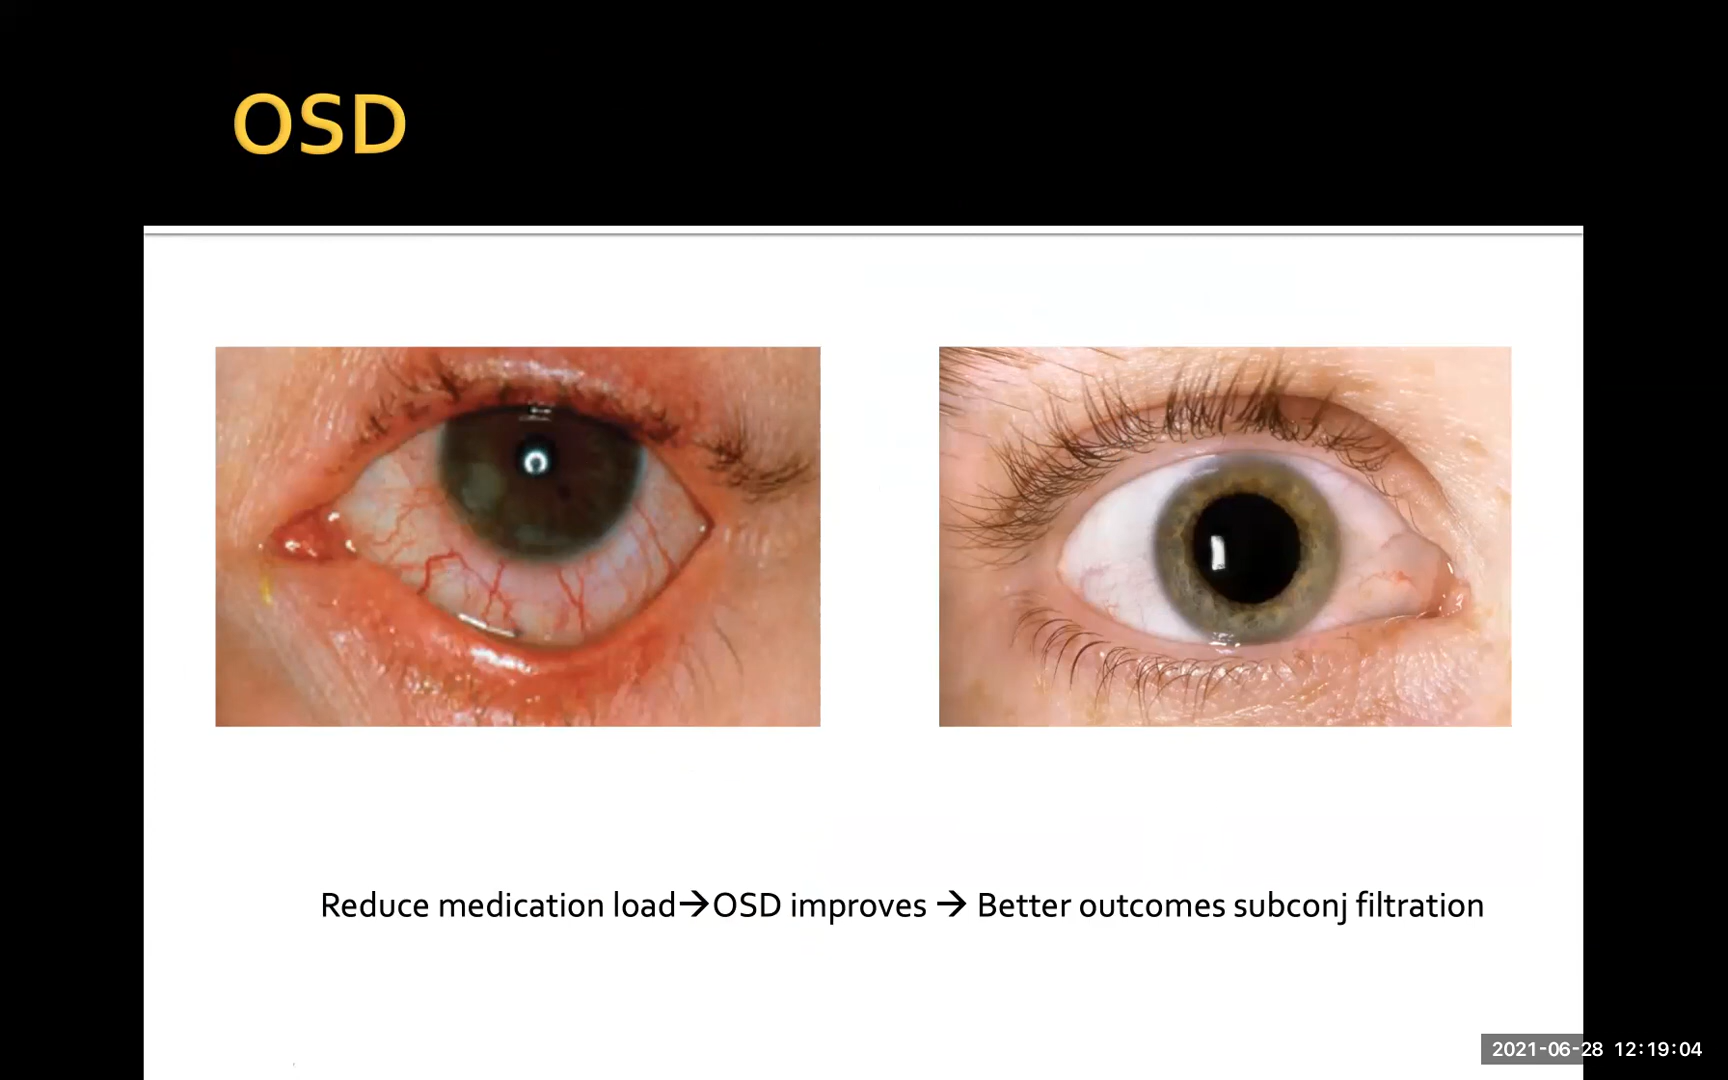 OSD
Reduce medication load→OSD improves → Better outcomes subconj filtration
2021-06-28 12:19:04